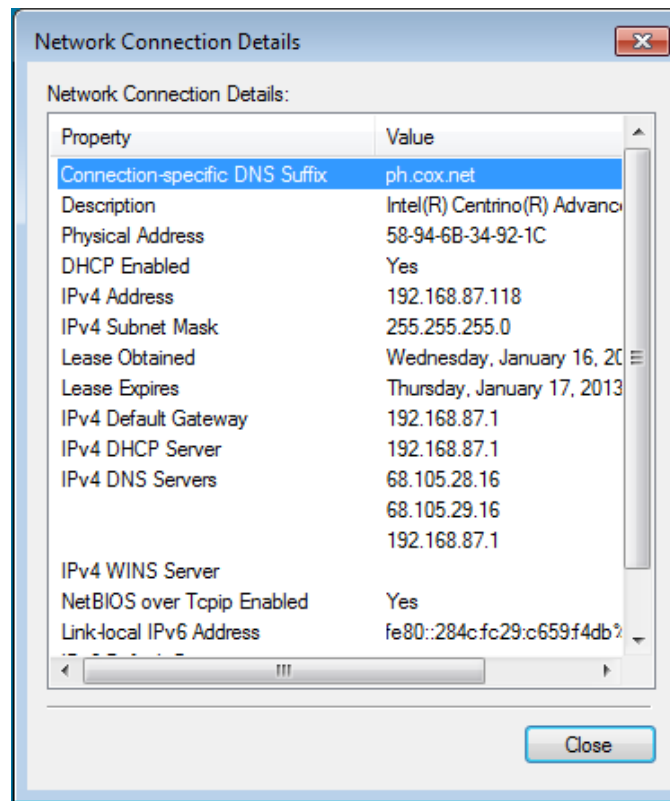 Network Connection Details
Network Connection Details:
Property Value
Connection-specific DNS Suffix ph.cox.net
Description Intel(R) Centrino(R) Advanc
Physical Address 58-94-6B-34-92-1C
DHCP Enabled Yes
IPv4 Address 192.168.87.118
IPv4 Subnet Mask 255.255.255.0
Lease Obtained Wednesday, January 16, 20
Lease Expires Thursday, January 17, 2013
IPv4 Default Gateway 192.168.87.1
IPv4 DHCP Server 192.168.87.1
IPv4 DNS Servers 68.105.28.16
68.105.29.16
192.168.87.1
IPv4 WINS Server
NetBIOS over Tcpip Enabled Yes
Link-local IPv6 Address fe80::284c:fc29:c659:f4db%
Close